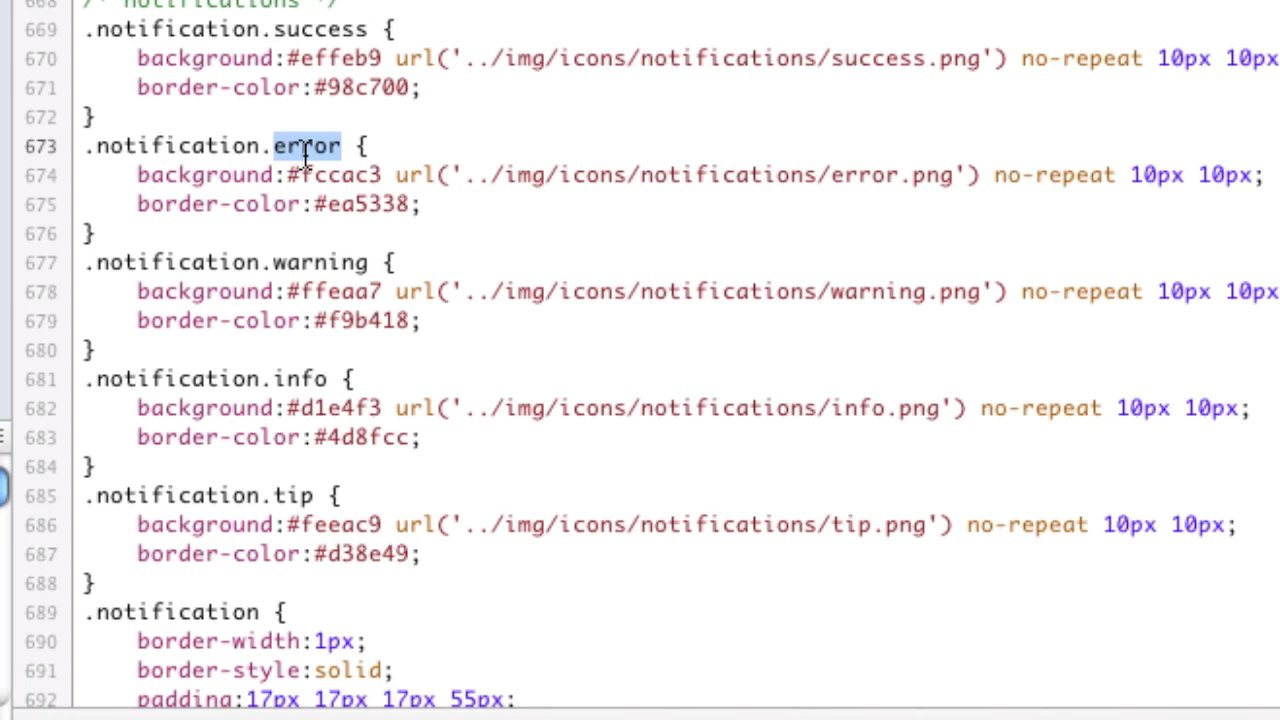 668 /* notifications */
669 .notification.success {
670 background:#effeb9 url('../img/icons/notifications/success.png') no-repeat 10px 10px
671 border-color:#98c700;
672 }
673 .notification.error {
674 background:#fccac3 url('../img/icons/notifications/error.png') no-repeat 10px 10px;
675 border-color:#ea5338;
676 }
677 .notification.warning {
678 background:#ffeaa7 url('../img/icons/notifications/warning.png') no-repeat 10px 10px
679 border-color:#f9b418;
680 }
681 .notification.info {
682 background:#d1e4f3 url('../img/icons/notifications/info.png') no-repeat 10px 10px;
683 border-color:#4d8fcc;
684 }
685 .notification.tip {
686 background:#feeac9 url('../img/icons/notifications/tip.png') no-repeat 10px 10px;
687 border-color:#d38e49;
688 }
689 .notification {
690 border-width:1px;
691 border-style:solid;
692 padding:17px 17px 17px 55px;